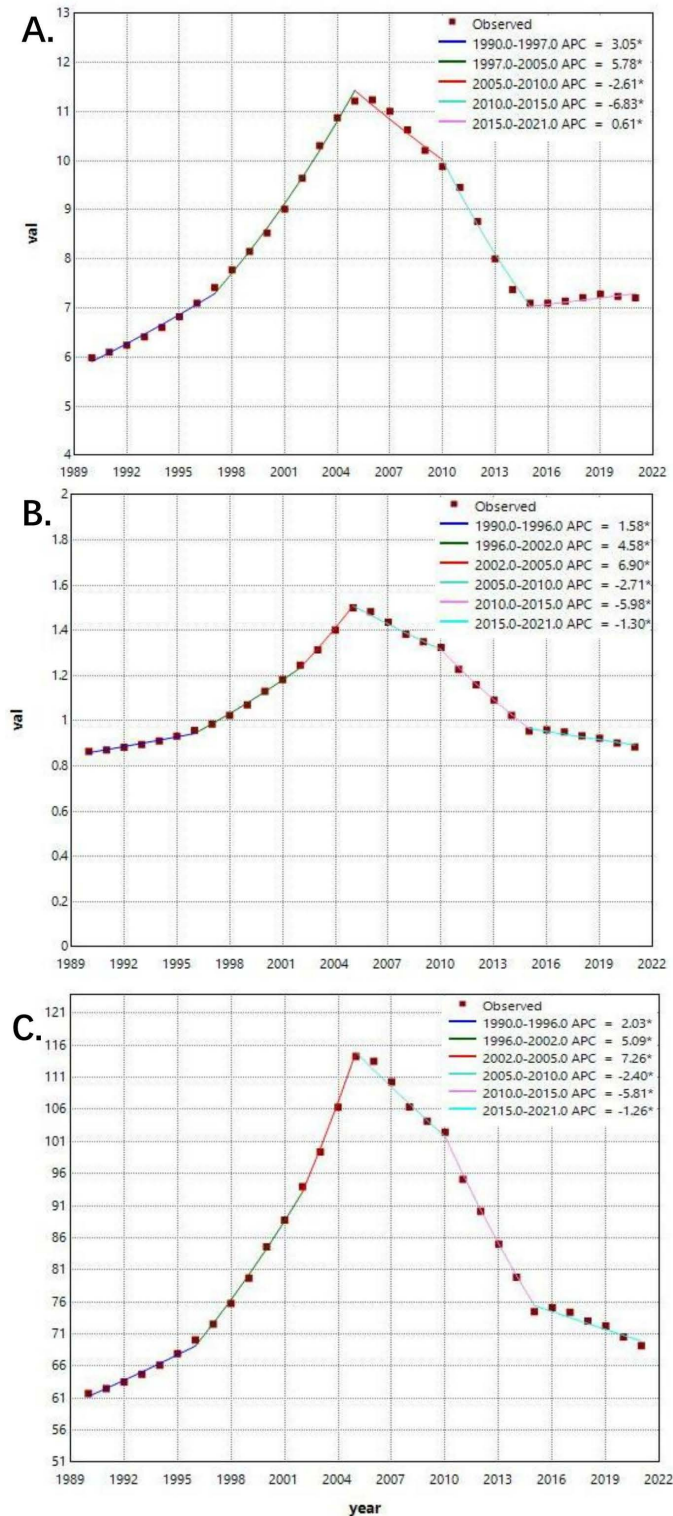 A.
13
12
11
10
9
8
7
6
5
4
val
Observed
1990.0-1997.0 APC = 3.05*
1997.0-2005.0 APC = 5.78*
2005.0-2010.0 APC = -2.61*
2010.0-2015.0 APC = -6.83*
2015.0-2021.0 APC = 0.61*
1989 1992 1995 1998 2001 2004 2007 2010 2013 2016 2019 2022
B.
2
1.8
1.6
1.4
1.2
1
0.8
0.6
0.4
0.2
0
val
Observed
1990.0-1996.0 APC = 1.58*
1996.0-2002.0 APC = 4.58*
2002.0-2005.0 APC = 6.90*
2005.0-2010.0 APC = -2.71*
2010.0-2015.0 APC = -5.98*
2015.0-2021.0 APC = -1.30*
1989 1992 1995 1998 2001 2004 2007 2010 2013 2016 2019 2022
C.
121
116
111
106
101
96
91
86
81
76
71
66
61
56
51
Observed
1990.0-1996.0 APC = 2.03*
1996.0-2002.0 APC = 5.09*
2002.0-2005.0 APC = 7.26*
2005.0-2010.0 APC = -2.40*
2010.0-2015.0 APC = -5.81*
2015.0-2021.0 APC = -1.26*
1989 1992 1995 1998 2001 2004 2007 2010 2013 2016 2019 2022
year